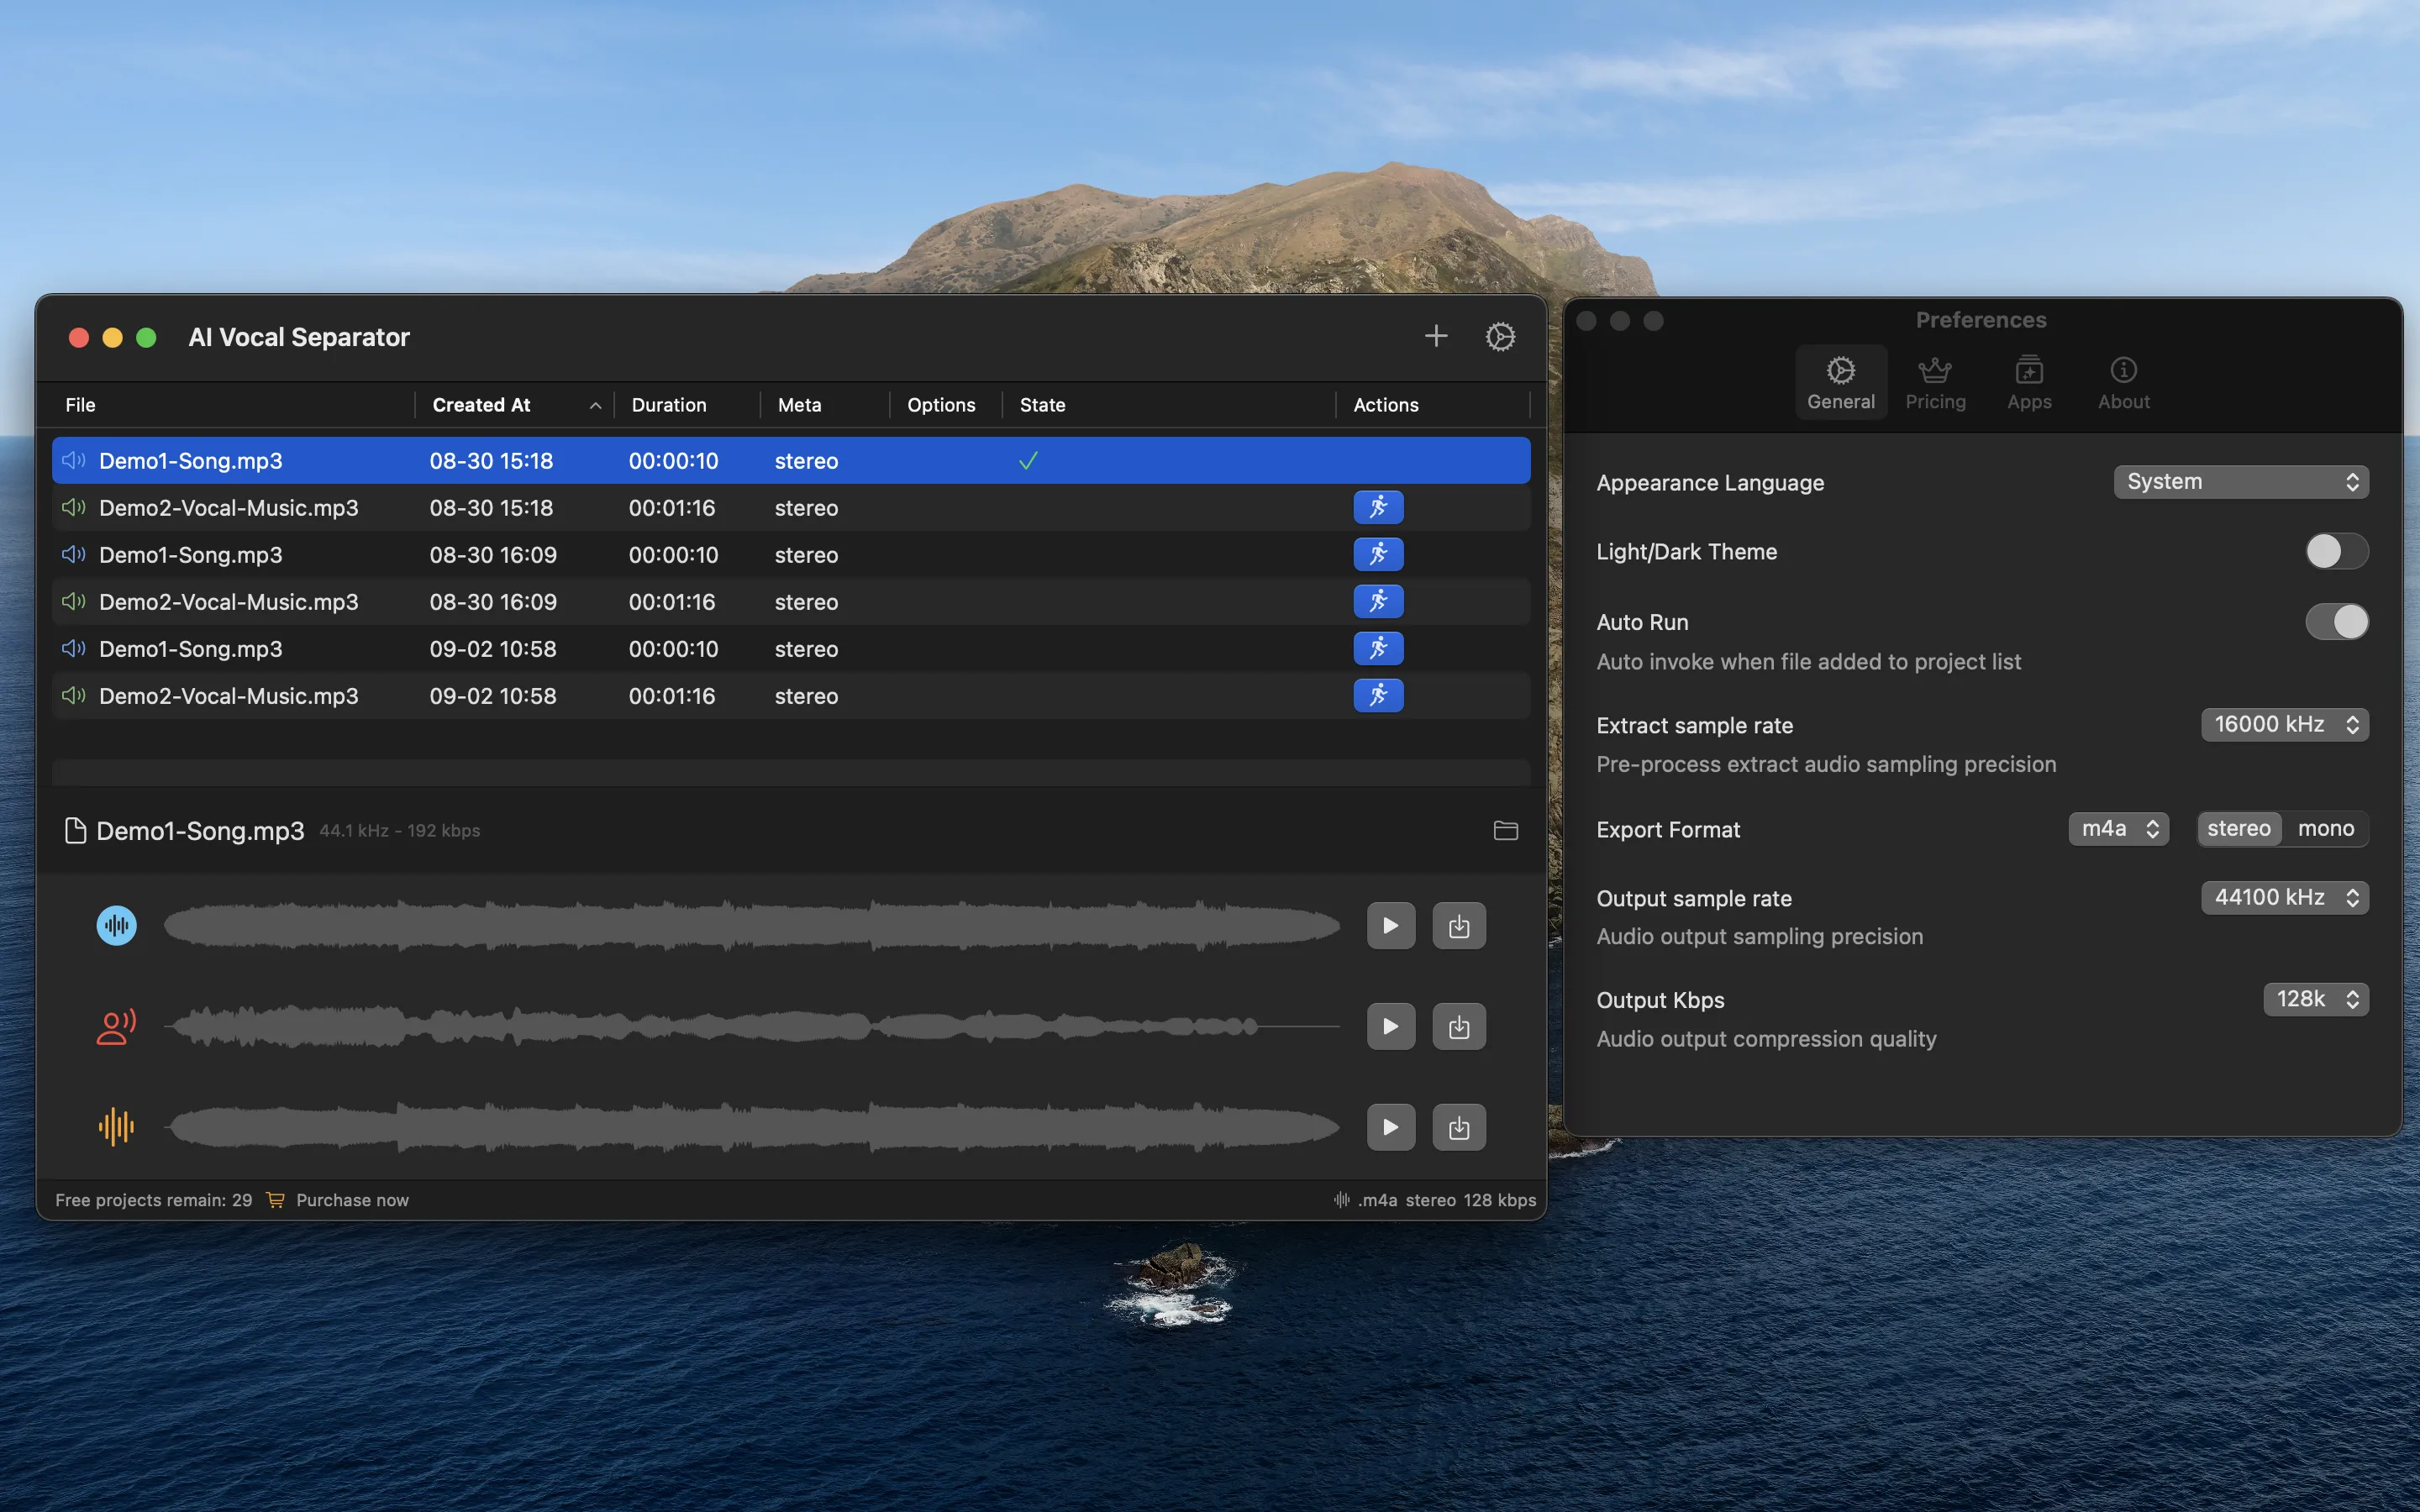 AI Vocal Separator
File Created At Duration Meta Options State Actions
Demo1-Song.mp3 08-30 15:18 00:00:10 stereo
Demo2-Vocal-Music.mp3 08-30 15:18 00:01:16 stereo
Demo1-Song.mp3 08-30 16:09 00:00:10 stereo
Demo2-Vocal-Music.mp3 08-30 16:09 00:01:16 stereo
Demo1-Song.mp3 09-02 10:58 00:00:10 stereo
Demo2-Vocal-Music.mp3 09-02 10:58 00:01:16 stereo
Demo1-Song.mp3 44.1 kHz - 192 kbps
Free projects remain: 29 Purchase now .m4a stereo 128 kbps
Preferences
General Pricing Apps About
Appearance Language System
Light/Dark Theme
Auto Run
Auto invoke when file added to project list
Extract sample rate 16000 kHz
Pre-process extract audio sampling precision
Export Format m4a stereo mono
Output sample rate 44100 kHz
Audio output sampling precision
Output Kbps 128k
Audio output compression quality